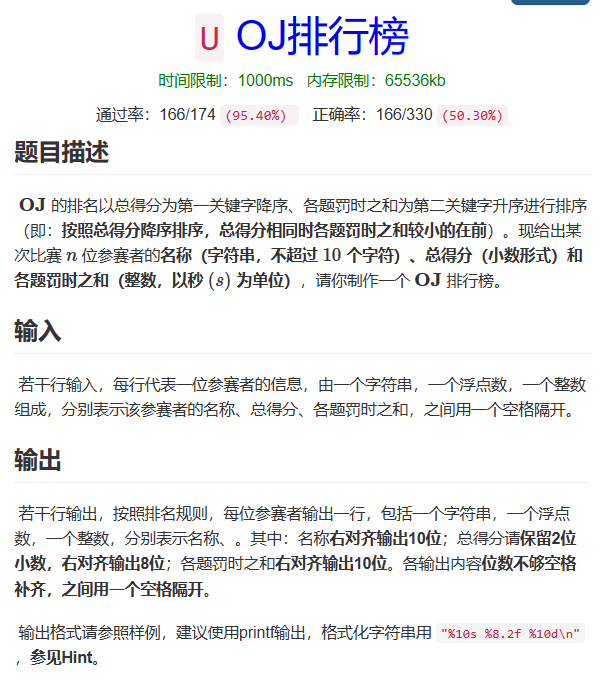 U OJ排行榜
时间限制：1000ms 内存限制：65536kb
通过率：166/174 (95.40%) 正确率：166/330 (50.30%)
题目描述
OJ 的排名以总得分为第一关键字降序、各题罚时之和为第二关键字升序进行排序
（即：按照总得分降序排序，总得分相同时各题罚时之和较小的在前）。现给出某
次比赛 n 位参赛者的名称（字符串，不超过 10 个字符）、总得分（小数形式）和
各题罚时之和（整数，以秒 (s) 为单位），请你制作一个 OJ 排行榜。
输入
若干行输入，每行代表一位参赛者的信息，由一个字符串，一个浮点数，一个整数
组成，分别表示该参赛者的名称、总得分、各题罚时之和，之间用一个空格隔开。
输出
若干行输出，按照排名规则，每位参赛者输出一行，包括一个字符串，一个浮点
数，一个整数，分别表示名称、。其中：名称右对齐输出10位；总得分请保留2位
小数，右对齐输出8位；各题罚时之和右对齐输出10位。各输出内容位数不够空格
补齐，之间用一个空格隔开。
输出格式请参照样例，建议使用printf输出，格式化字符串用 "%10s %8.2f %10d\n"
，参见Hint。